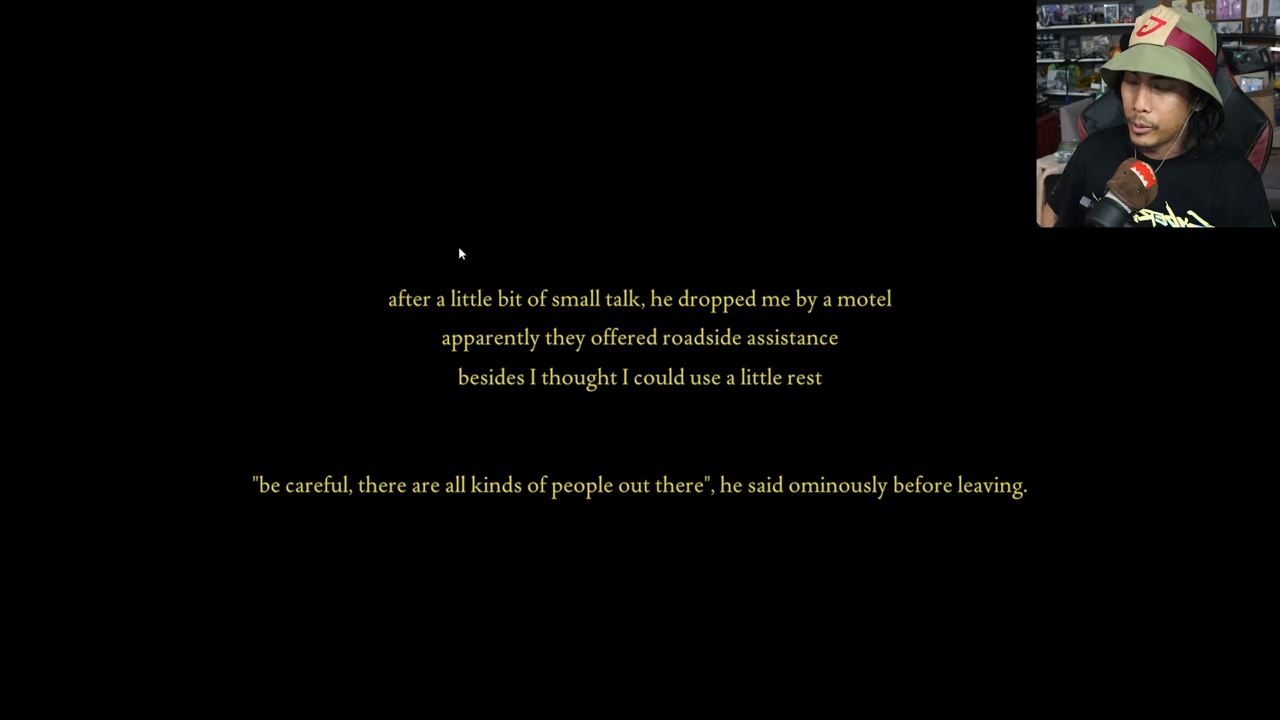 after a little bit of small talk, he dropped me by a motel
apparently they offered roadside assistance
besides I thought I could use a little rest
"be careful, there are all kinds of people out there", he said ominously before leaving.